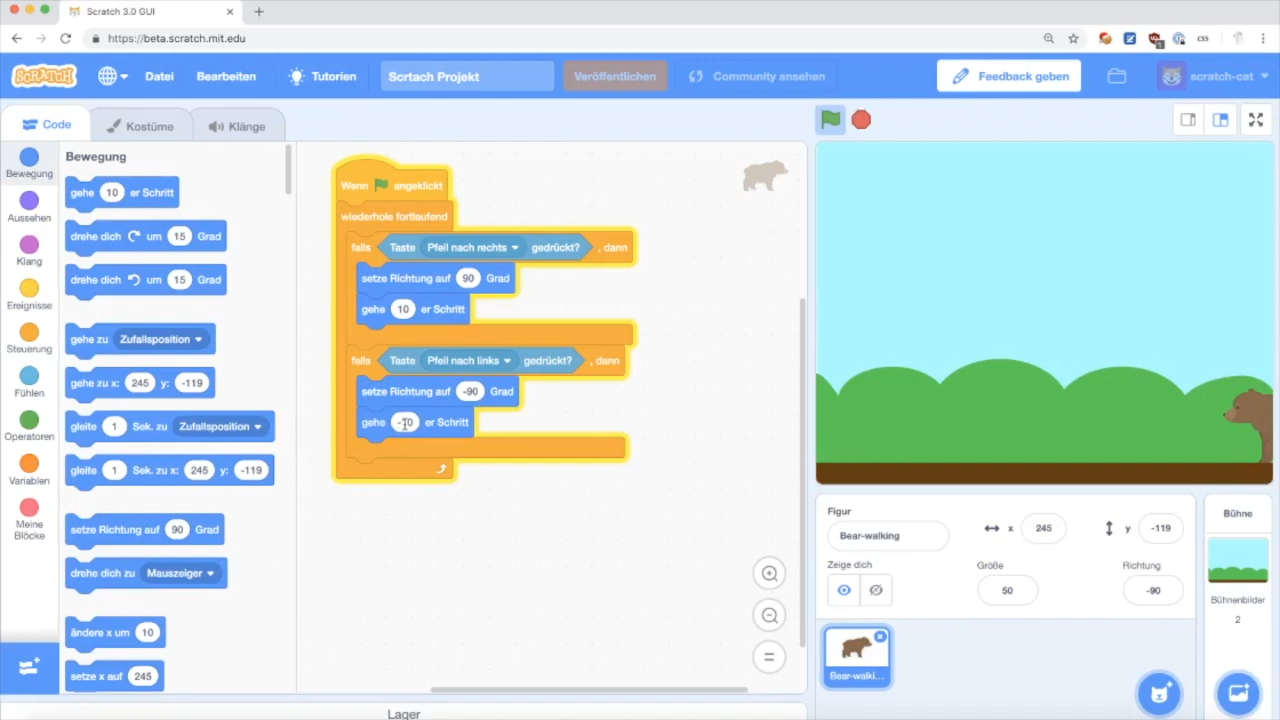 Scratch 3.0 GUI
https://beta.scratch.mit.edu
css
SCRATCH
Datei
Bearbeiten
Tutorien
Scrtach Projekt
Veröffentlichen
Community ansehen
Feedback geben
scratch-cat
Code
Kostüme
Klänge
Bewegung
Aussehen
Klang
Ereignisse
Steuerung
Fühlen
Operatoren
Variablen
Meine
Blöcke
Bewegung
gehe 10 er Schritt
drehe dich um 15 Grad
drehe dich um 15 Grad
gehe zu Zufallsposition
gehe zu x: 245 y: -119
gleite 1 Sek. zu Zufallsposition
gleite 1 Sek. zu x: 245 y: -119
setze Richtung auf 90 Grad
drehe dich zu Mauszeiger
ändere x um 10
setze x auf 245
Wenn angeklickt
wiederhole fortlaufend
falls Taste Pfeil nach rechts gedrückt? , dann
setze Richtung auf 90 Grad
gehe 10 er Schritt
falls Taste Pfeil nach links gedrückt? , dann
setze Richtung auf -90 Grad
gehe -10 er Schritt
Lager
Figur
Bear-walking
x 245
y -119
Zeige dich
Größe
50
Richtung
-90
Bear-walki...
Bühne
Bühnenbilder
2